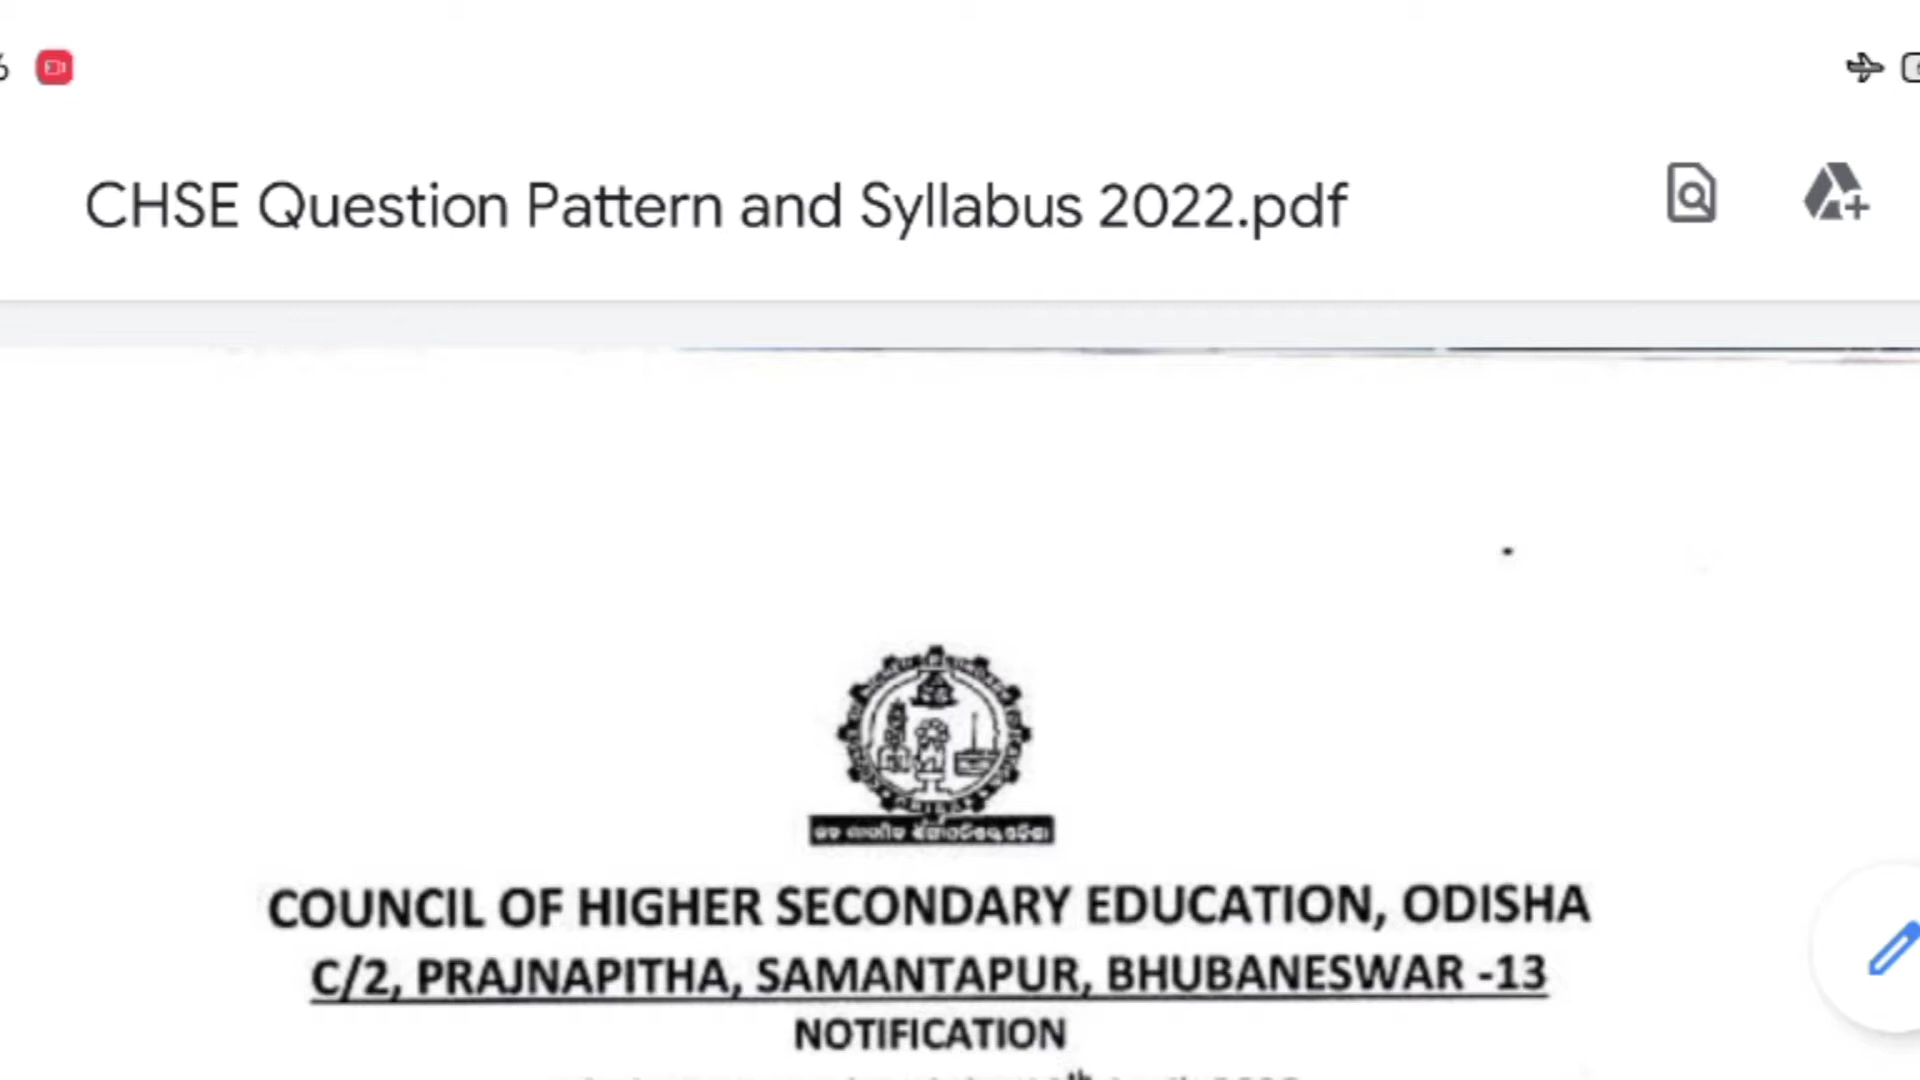 CHSE Question Pattern and Syllabus 2022.pdf
COUNCIL OF HIGHER SECONDARY EDUCATION, ODISHA
C/2, PRAJNAPITHA, SAMANTAPUR, BHUBANESWAR -13
NOTIFICATION